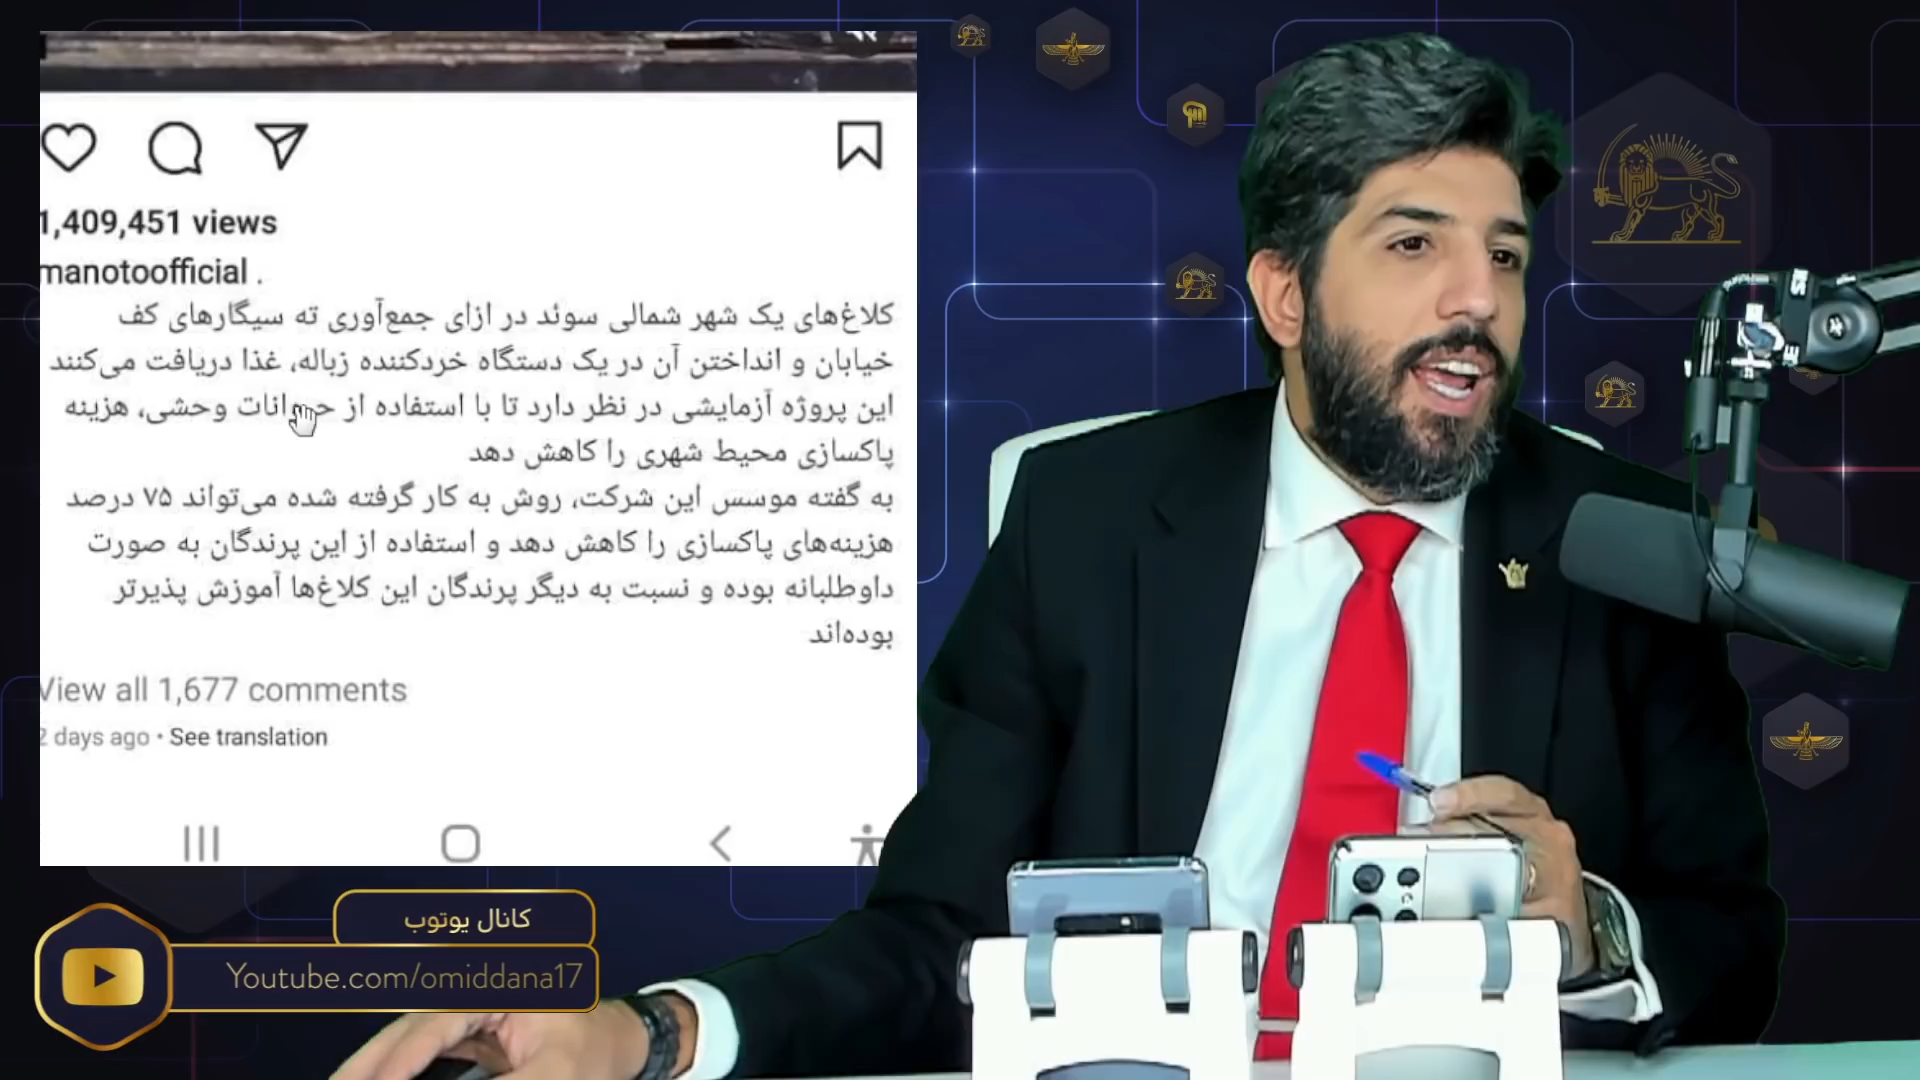 1,409,451 views
manotoofficial .
کلاغ‌های یک شهر شمالی سوئد در ازای جمع‌آوری ته سیگارهای کف
خیابان و انداختن آن در یک دستگاه خردکننده زباله، غذا دریافت می‌کنند
این پروژه آزمایشی در نظر دارد تا با استفاده از حیوانات وحشی، هزینه
پاکسازی محیط شهری را کاهش دهد
به گفته موسس این شرکت، روش به کار گرفته شده می‌تواند ۷۵ درصد
هزینه‌های پاکسازی را کاهش دهد و استفاده از این پرندگان به صورت
داوطلبانه بوده و نسبت به دیگر پرندگان این کلاغ‌ها آموزش پذیرتر
بوده‌اند
View all 1,677 comments
2 days ago • See translation
کانال یوتوب
Youtube.com/omiddana17